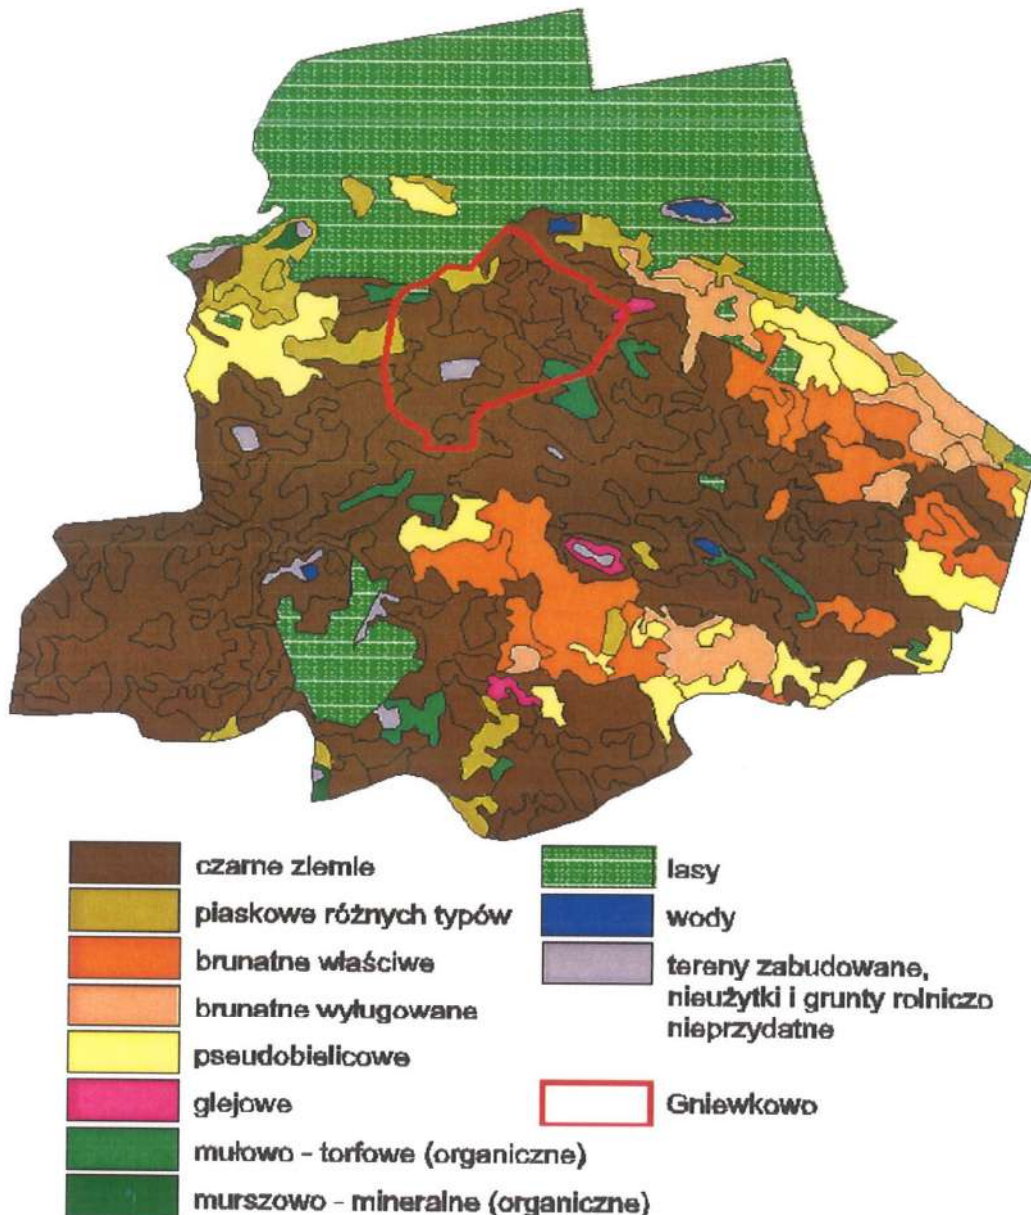 czarne ziemie
piaskowe różnych typów
brunatne właściwe
brunatne wyługowane
pseudobielicowe
glejowe
mułowo - torfowe (organiczne)
murszowo - mineralne (organiczne)
lasy
wody
tereny zabudowane,
nieużytki i grunty rolniczo
nieprzydatne
Gniewkowo